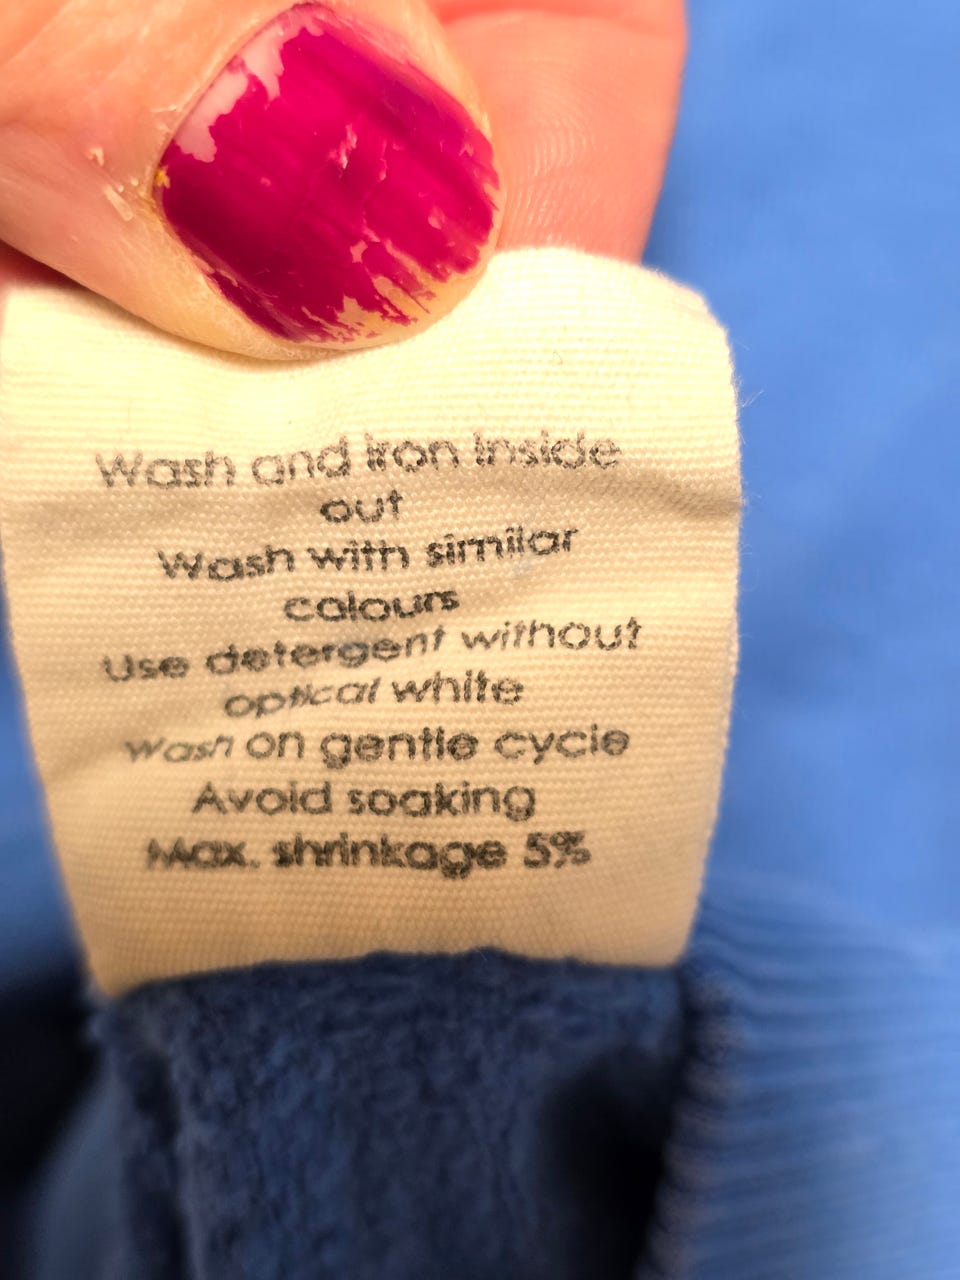 Wash and iron inside
out
Wash with similar
colours
Use detergent without
optical white
Wash on gentle cycle
Avoid soaking
Max. shrinkage 5%